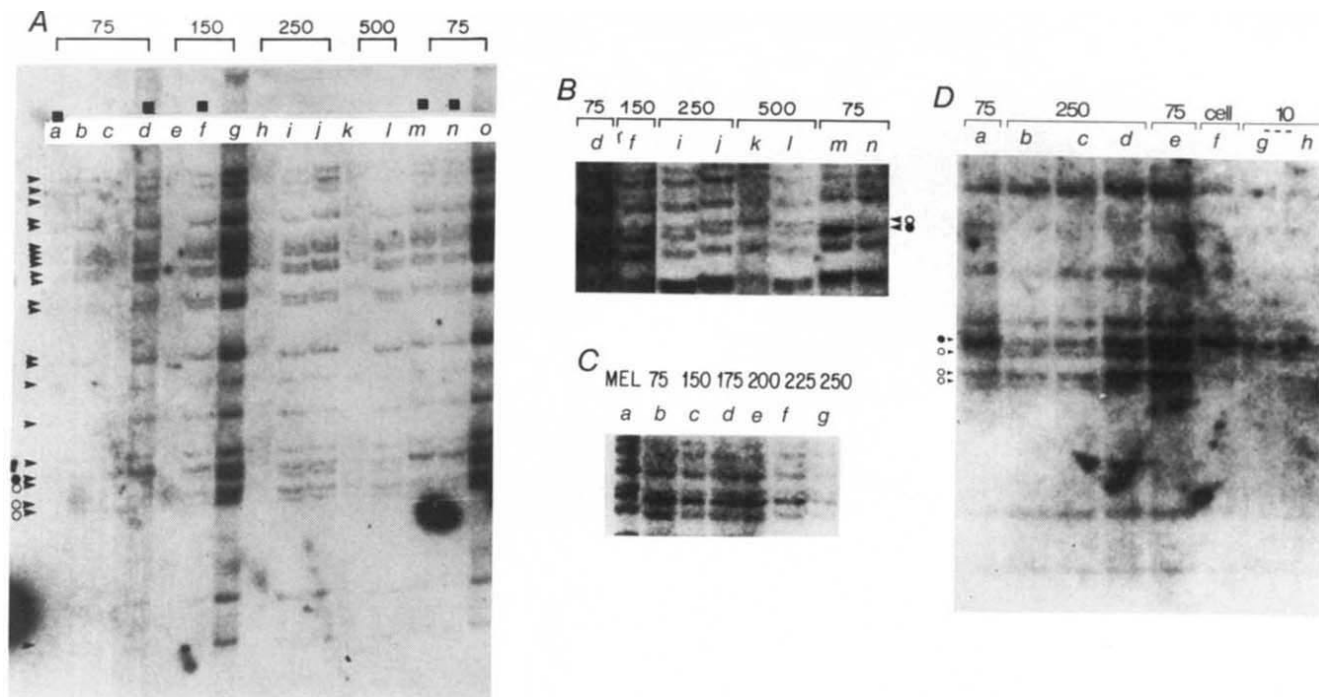 A
75 150 250 500 75
a b c d e f g h i j k l m n o
B
75 150 250 500 75
d f i j k l m n
C
MEL 75 150 175 200 225 250
a b c d e f g
D
75 250 75 cell 10
a b c d e f g h